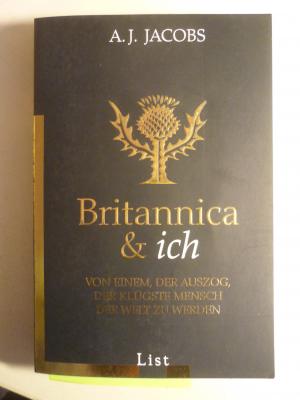 A. J. JACOBS
Britannica
& ich
VON EINEM, DER AUSZOG,
DER KLÜGSTE MENSCH
DER WELT ZU WERDEN
List